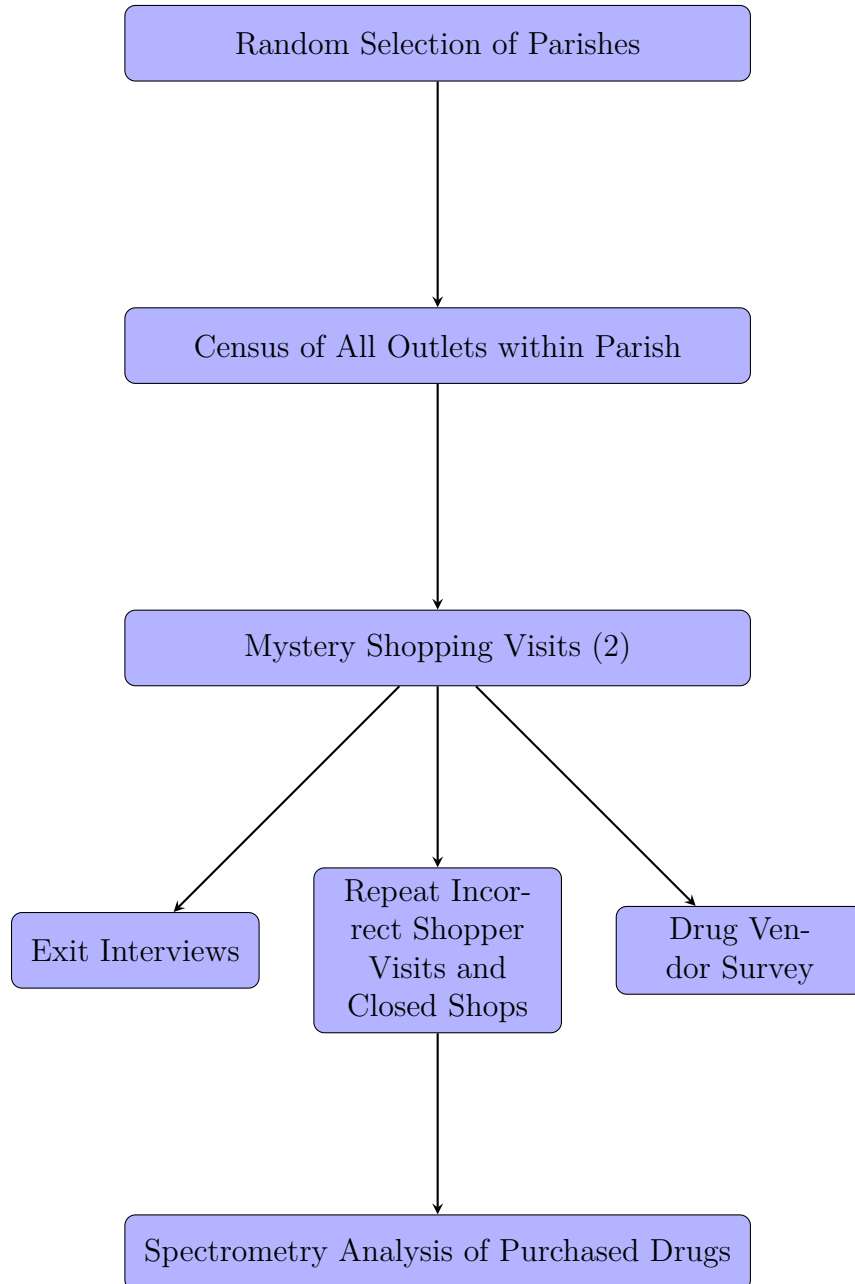 Random Selection of Parishes
Census of All Outlets within Parish
Mystery Shopping Visits (2)
Exit Interviews
Repeat Incor-
rect Shopper
Visits and
Closed Shops
Drug Ven-
dor Survey
Spectrometry Analysis of Purchased Drugs